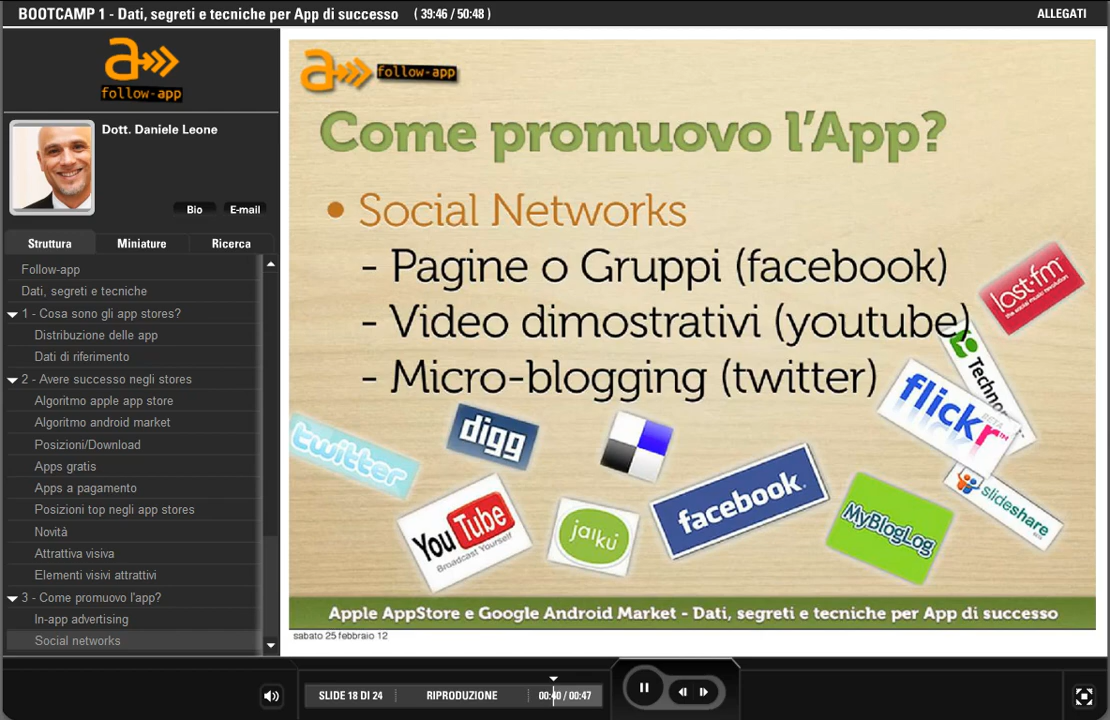 BOOTCAMP 1 - Dati, segreti e tecniche per App di successo ( 39:46 / 50:48 )
ALLEGATI
a
follow-app
Dott. Daniele Leone
Bio
E-mail
Struttura
Miniature
Ricerca
Follow-app
Dati, segreti e tecniche
1 - Cosa sono gli app stores?
Distribuzione delle app
Dati di riferimento
2 - Avere successo negli stores
Algoritmo apple app store
Algoritmo android market
Posizioni/Download
Apps gratis
Apps a pagamento
Posizioni top negli app stores
Novità
Attrattiva visiva
Elementi visivi attrattivi
3 - Come promuovo l'app?
In-app advertising
Social networks
a follow-app
Come promuovo l'App?
• Social Networks
- Pagine o Gruppi (facebook)
- Video dimostrativi (youtube)
- Micro-blogging (twitter)
last·fm
the social music revolution
Techno
flickr
BETA
slideshare
twitter
digg
YouTube
Broadcast Yourself
jaiku
facebook
MyBlogLog
Apple AppStore e Google Android Market - Dati, segreti e tecniche per App di successo
sabato 25 febbraio 12
SLIDE 18 DI 24
RIPRODUZIONE
00:40 / 00:47